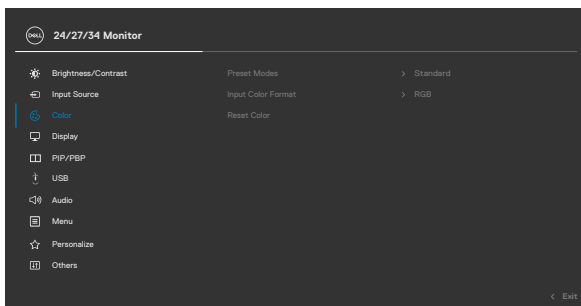 DELL 24/27/34 Monitor
Brightness/Contrast Preset Modes > Standard
Input Source Input Color Format > RGB
Color Reset Color
Display
PIP/PBP
USB
Audio
Menu
Personalize
Others
< Exit